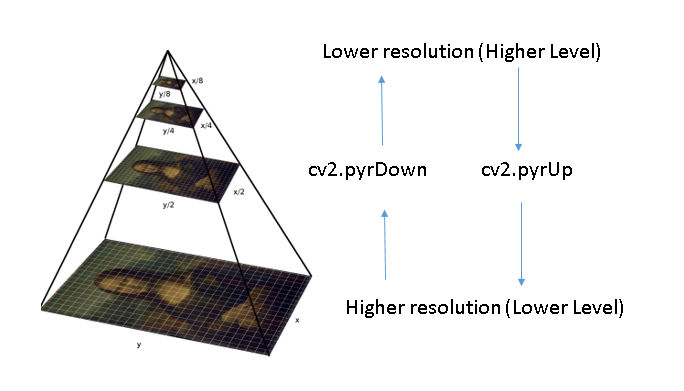 Lower resolution (Higher Level)
x/8
y/8
x/4
y/4
cv2.pyrDown
cv2.pyrUp
x/2
y/2
Higher resolution (Lower Level)
x
y